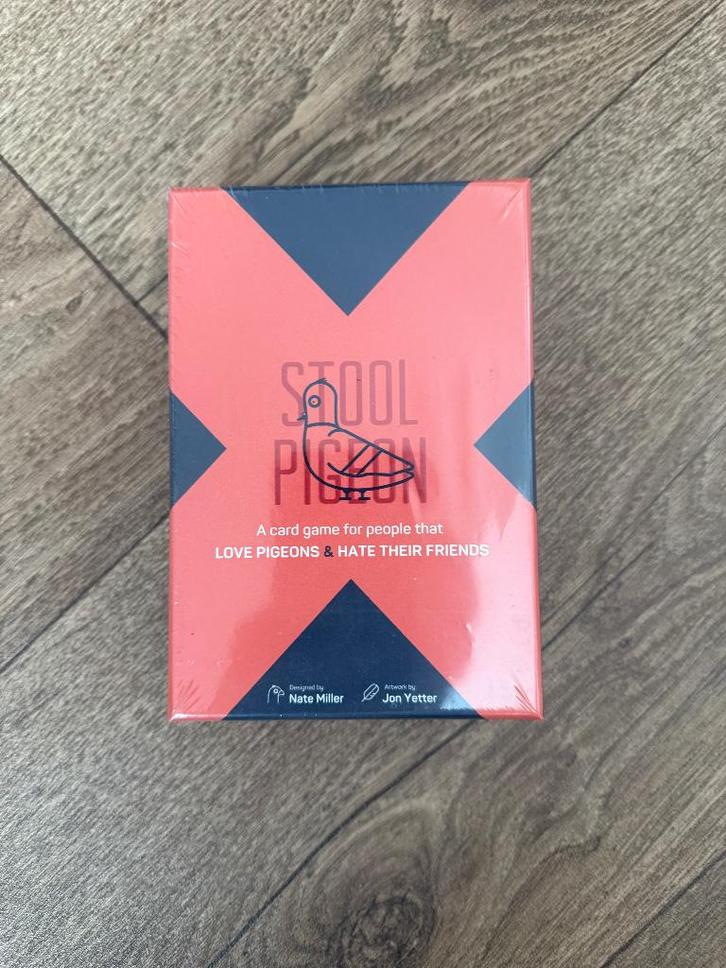 STOOL
PIGEON
A card game for people that
LOVE PIGEONS & HATE THEIR FRIENDS
Designed by
Nate Miller
Artwork by
Jon Yetter